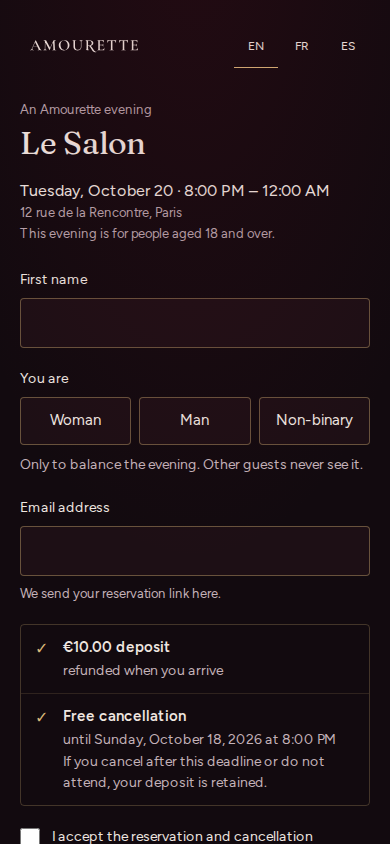 AMOURETTE
EN FR ES
An Amourette evening
Le Salon
Tuesday, October 20 · 8:00 PM – 12:00 AM
12 rue de la Rencontre, Paris
This evening is for people aged 18 and over.
First name
You are
Woman Man Non-binary
Only to balance the evening. Other guests never see it.
Email address
We send your reservation link here.
✓ €10.00 deposit
refunded when you arrive
✓ Free cancellation
until Sunday, October 18, 2026 at 8:00 PM
If you cancel after this deadline or do not
attend, your deposit is retained.
I accept the reservation and cancellation